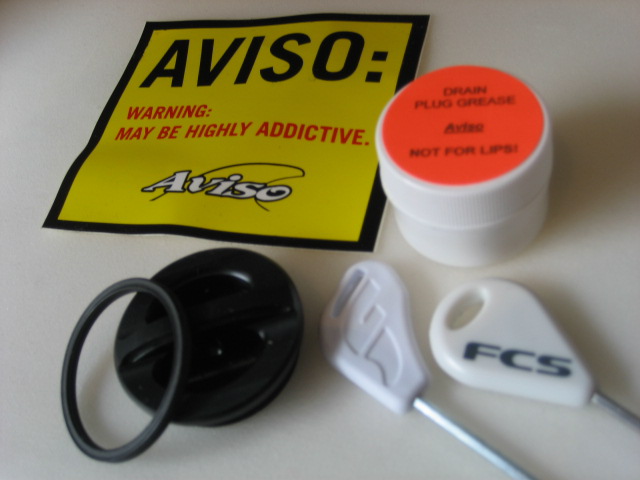 AVISO:
WARNING:
MAY BE HIGHLY ADDICTIVE.
Aviso
DRAIN
PLUG GREASE
Aviso
NOT FOR LIPS!
FCS